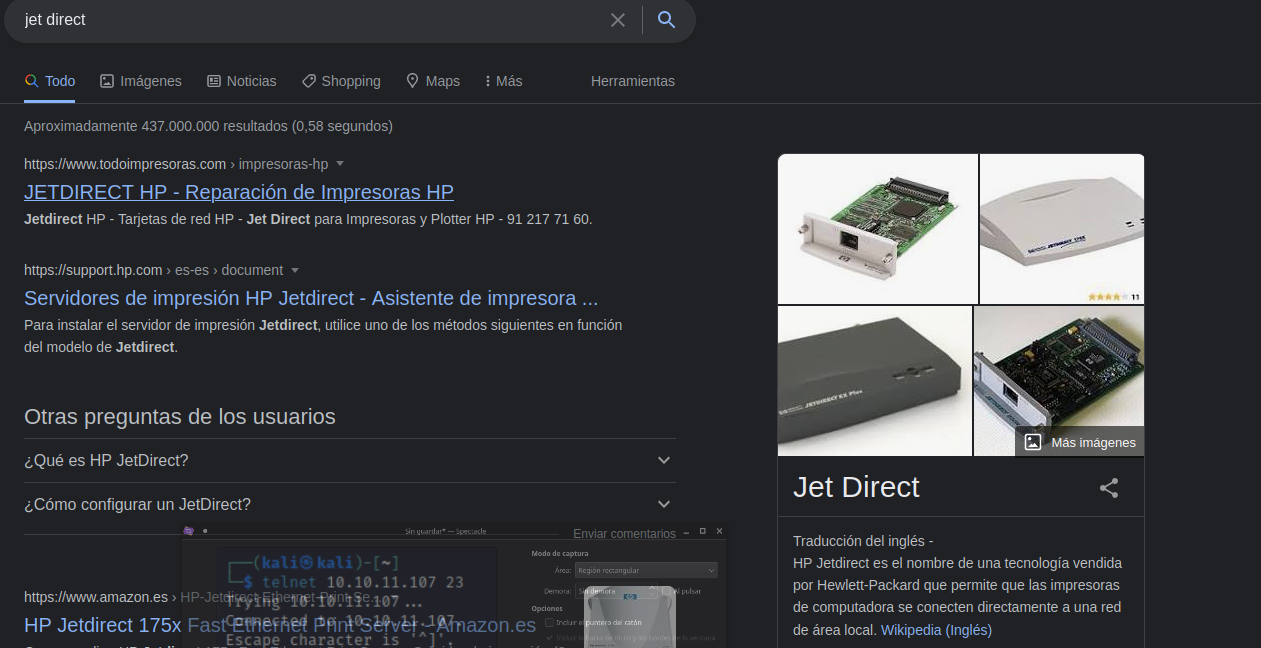 jet direct
Todo
Imágenes
Noticias
Shopping
Maps
Más
Herramientas
Aproximadamente 437.000.000 resultados (0,58 segundos)
https://www.todoimpresoras.com › impresoras-hp
JETDIRECT HP - Reparación de Impresoras HP
Jetdirect HP - Tarjetas de red HP - Jet Direct para Impresoras y Plotter HP - 91 217 71 60.
https://support.hp.com › es-es › document
Servidores de impresión HP Jetdirect - Asistente de impresora ...
Para instalar el servidor de impresión Jetdirect, utilice uno de los métodos siguientes en función
del modelo de Jetdirect.
Otras preguntas de los usuarios
¿Qué es HP JetDirect?
¿Cómo configurar un JetDirect?
Enviar comentarios
Sin guardar* — Spectacle
(kali㉿kali)-[~]
$ telnet 10.10.11.107 23
Trying 10.10.11.107...
Connected to 10.10.11.107.
Escape character is '^]'.
Modo de captura
Área: Región rectangular
Demora: Sin demora
Al pulsar
Opciones
Incluir el puntero del ratón
https://www.amazon.es › HP-Jetdirect-Ethernet-Print-Se...
HP Jetdirect 175x Fast Ethernet Print Server - Amazon.es
11
Más imágenes
Jet Direct
Traducción del inglés -
HP Jetdirect es el nombre de una tecnología vendida
por Hewlett-Packard que permite que las impresoras
de computadora se conecten directamente a una red
de área local. Wikipedia (Inglés)